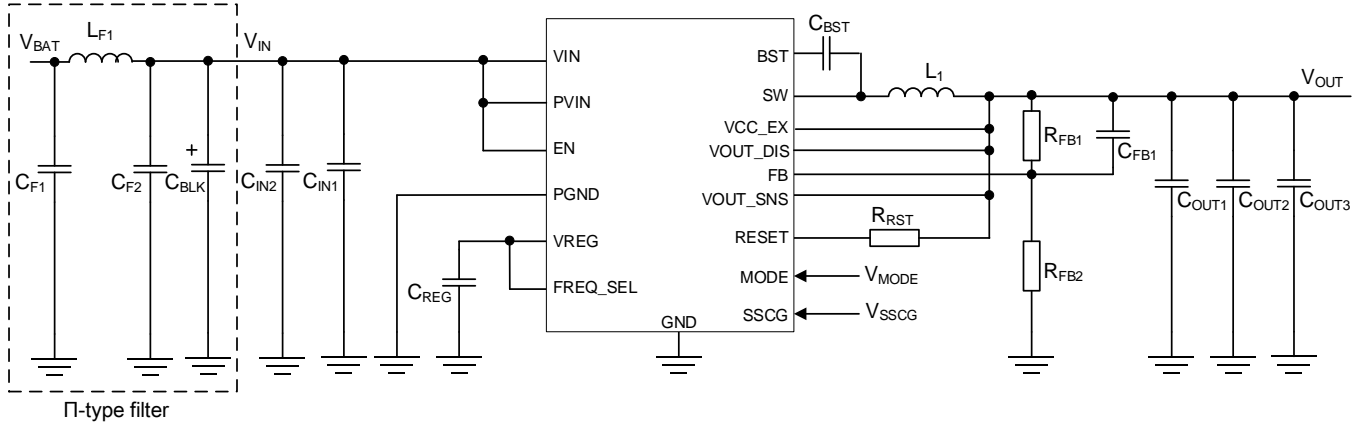 V_BAT
L_F1
V_IN
C_F1
C_F2
+
C_BLK
C_IN2
C_IN1
C_REG
Π-type filter
VIN
PVIN
EN
PGND
VREG
FREQ_SEL
GND
BST
SW
VCC_EX
VOUT_DIS
FB
VOUT_SNS
RESET
MODE
SSCG
C_BST
L_1
R_RST
V_MODE
V_SSCG
R_FB1
C_FB1
R_FB2
V_OUT
C_OUT1
C_OUT2
C_OUT3